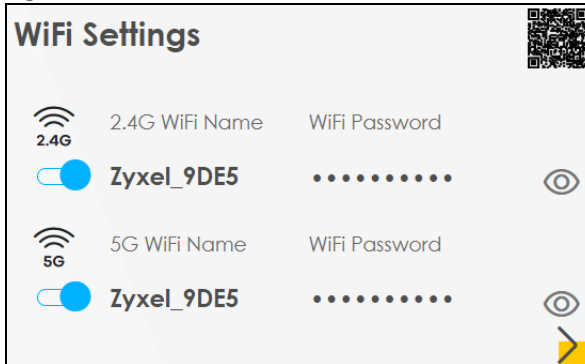 WiFi Settings
2.4G
2.4G WiFi Name WiFi Password
Zyxel_9DE5 ••••••••••
5G
5G WiFi Name WiFi Password
Zyxel_9DE5 ••••••••••